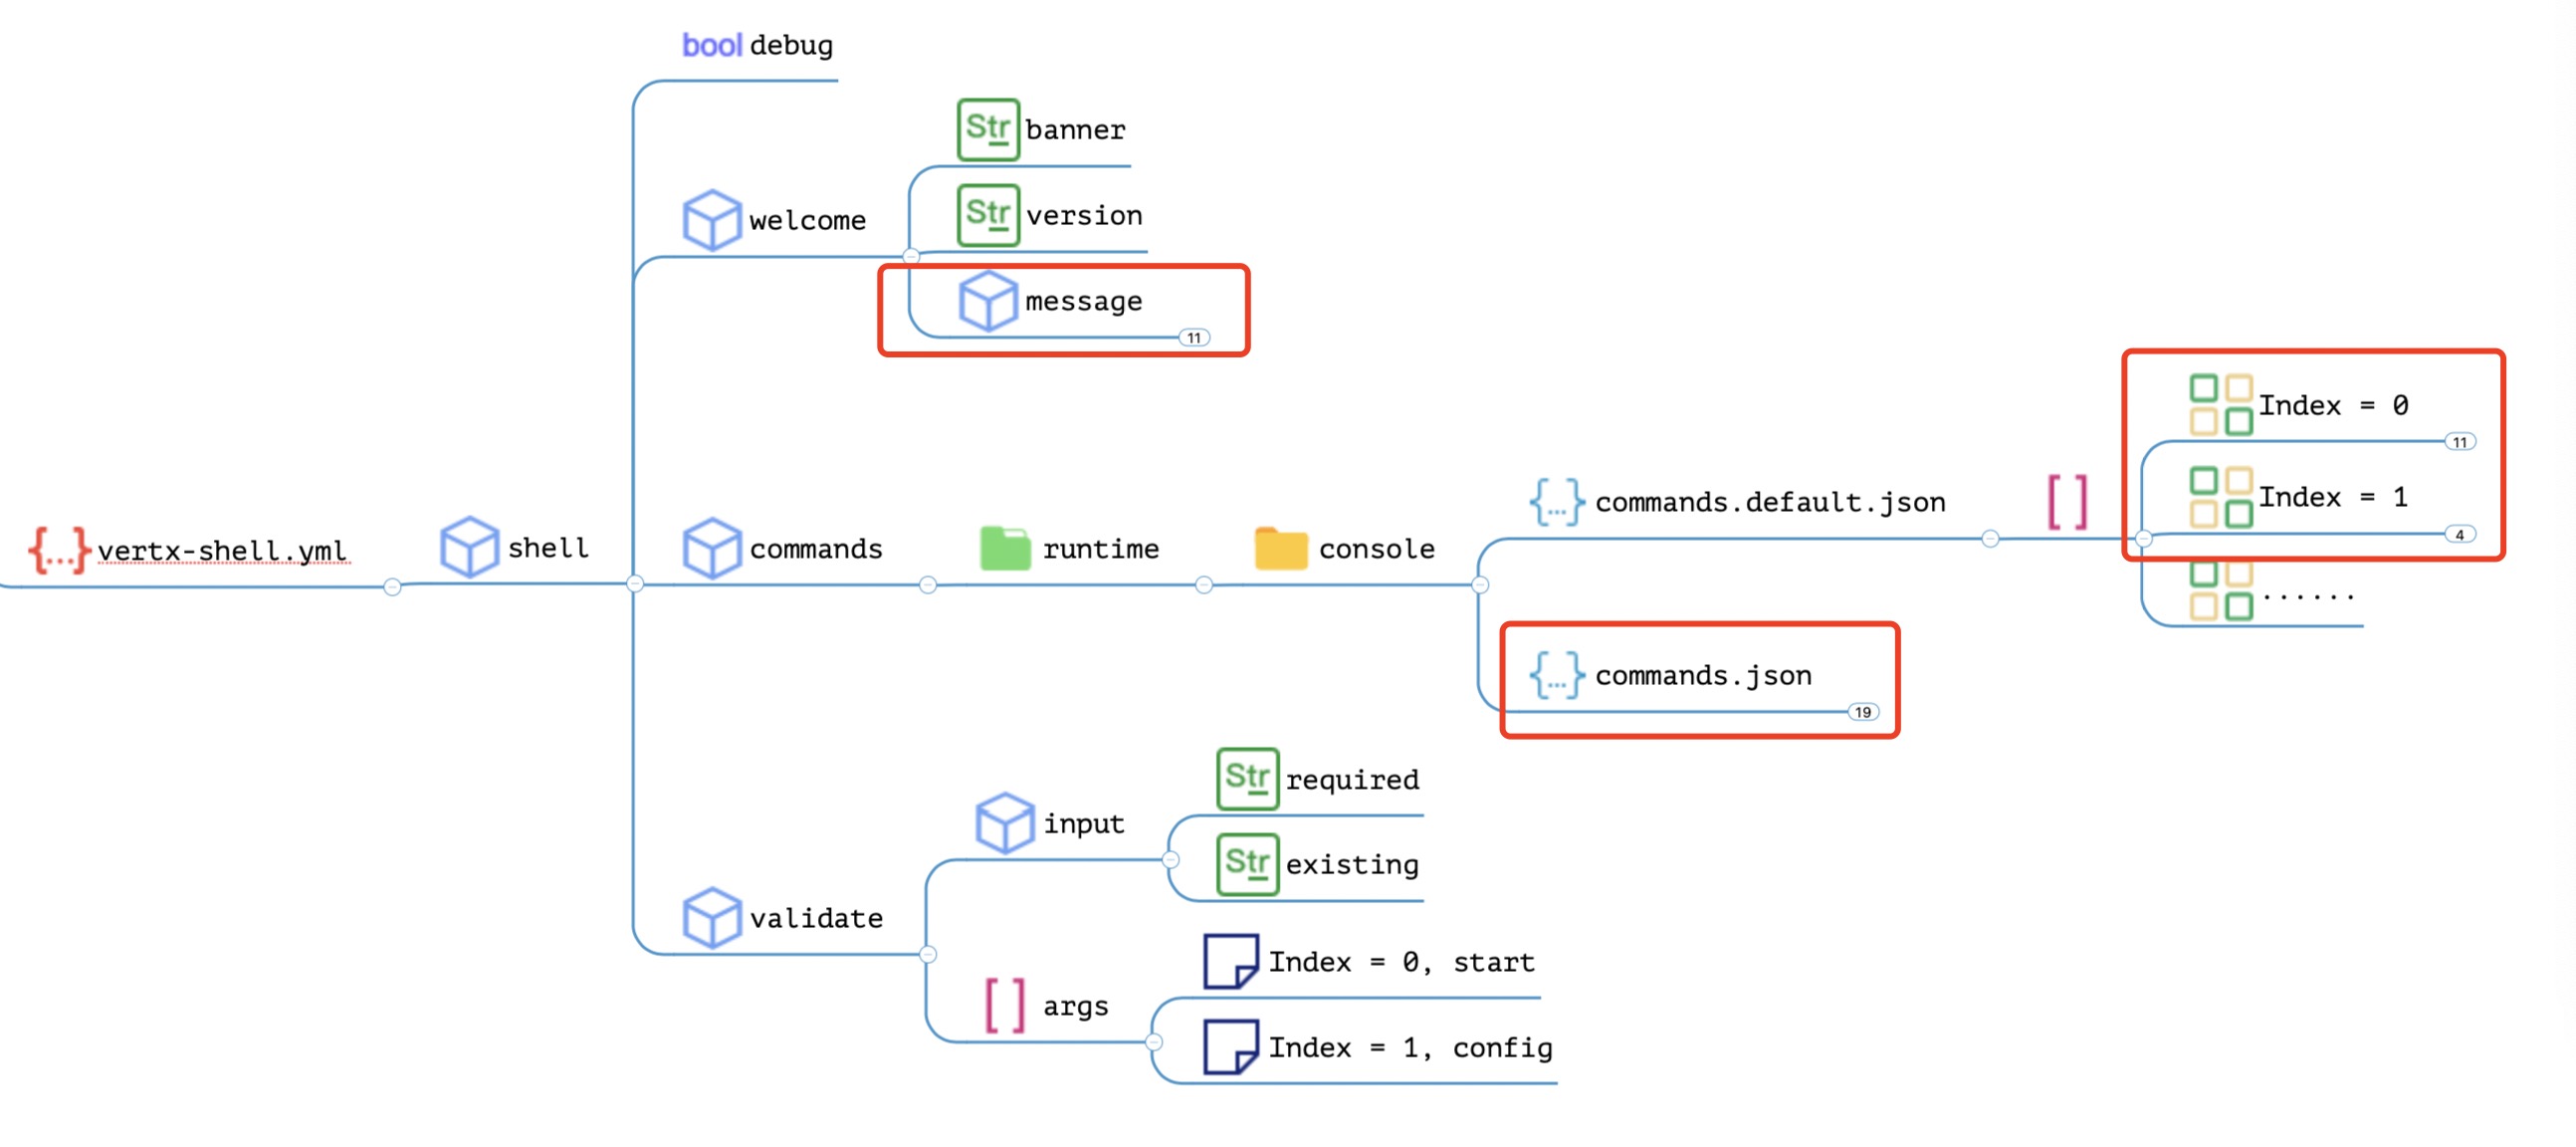 bool debug
Str banner
Str version
welcome
message
11
{...} vertx-shell.yml
shell
commands
runtime
console
{...} commands.default.json
[ ]
Index = 0
11
Index = 1
4
......
{...} commands.json
19
validate
input
Str required
Str existing
[ ] args
Index = 0, start
Index = 1, config